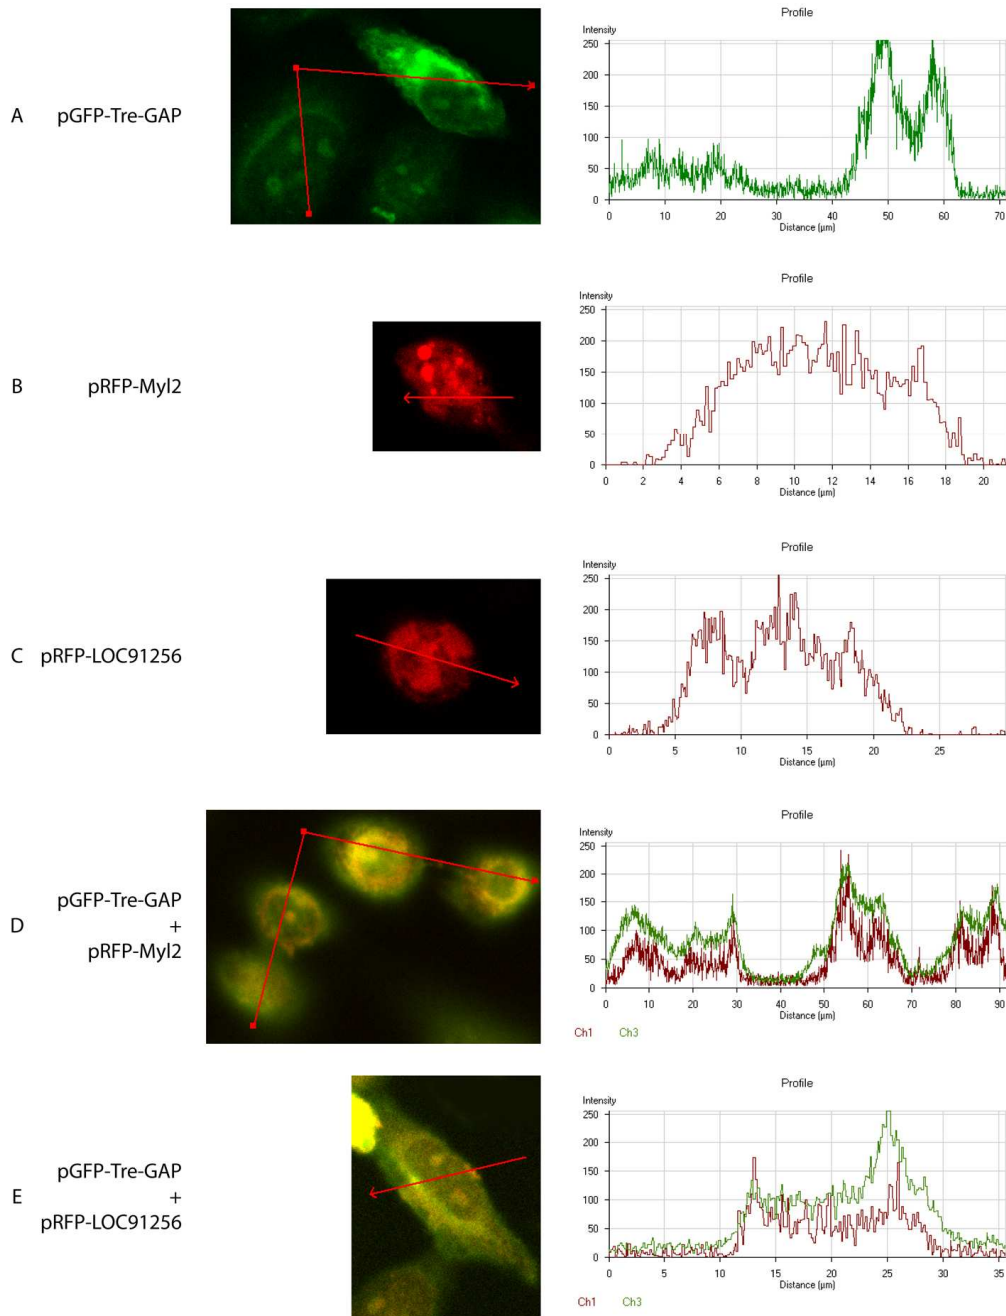 A pGFP-Tre-GAP
Profile
Intensity
250
200
150
100
50
0
0 10 20 30 40 50 60 70
Distance (µm)
B pRFP-Myl2
Profile
Intensity
250
200
150
100
50
0
0 2 4 6 8 10 12 14 16 18 20
Distance (µm)
C pRFP-LOC91256
Profile
Intensity
250
200
150
100
50
0
5 10 15 20 25
Distance (µm)
D pGFP-Tre-GAP
+
pRFP-Myl2
Profile
Intensity
250
200
150
100
50
0
0 10 20 30 40 50 60 70 80 90
Distance (µm)
Ch1 Ch3
E pGFP-Tre-GAP
+
pRFP-LOC91256
Profile
Intensity
250
200
150
100
50
0
0 5 10 15 20 25 30 35
Distance (µm)
Ch1 Ch3